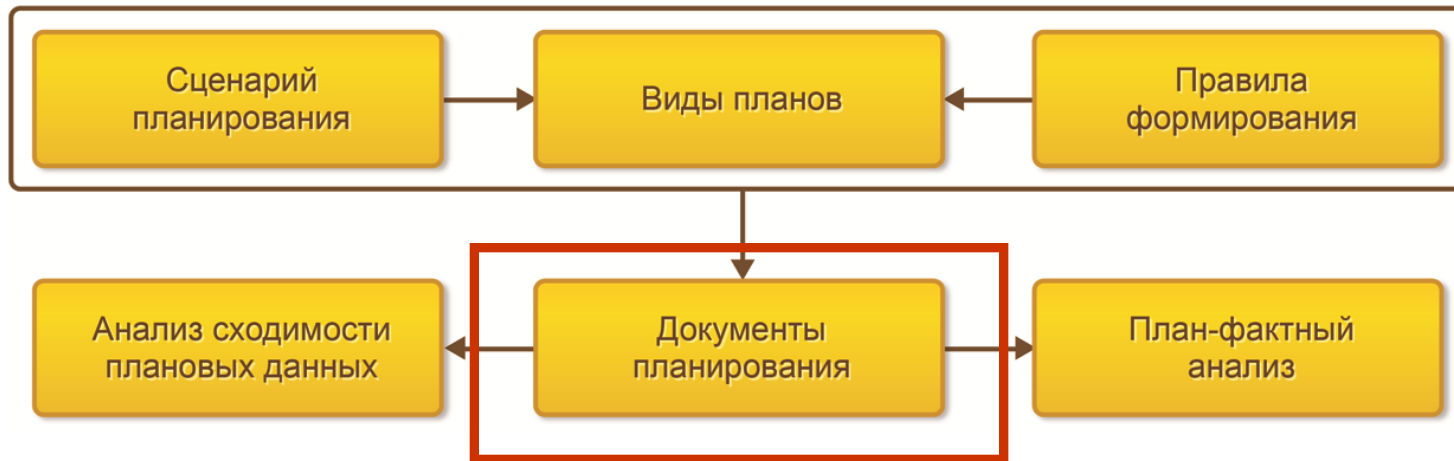 Сценарий
планирования
Виды планов
Правила
формирования
Анализ сходимости
плановых данных
Документы
планирования
План-фактный
анализ